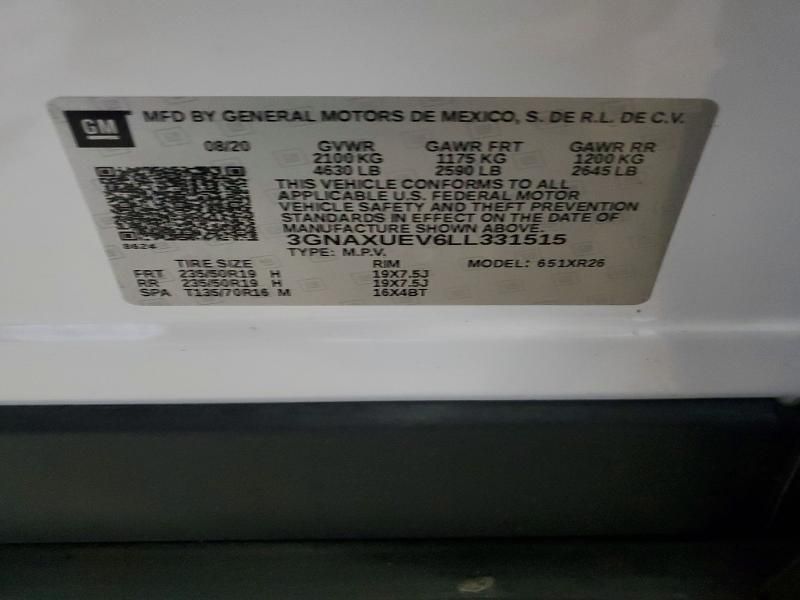 GM
MFD BY GENERAL MOTORS DE MEXICO, S. DE R.L. DE C.V.
08/20 GVWR GAWR FRT GAWR RR
2100 KG 1175 KG 1200 KG
4630 LB 2590 LB 2645 LB
THIS VEHICLE CONFORMS TO ALL
APPLICABLE U.S. FEDERAL MOTOR
VEHICLE SAFETY AND THEFT PREVENTION
STANDARDS IN EFFECT ON THE DATE OF
MANUFACTURE SHOWN ABOVE.
8624
3GNAXUEV6LL331515
TYPE: M.P.V. MODEL: 651XR26
TIRE SIZE RIM
FRT 235/50R19 H 19X7.5J
RR 235/50R19 H 19X7.5J
SPA T135/70R16 M 16X4BT